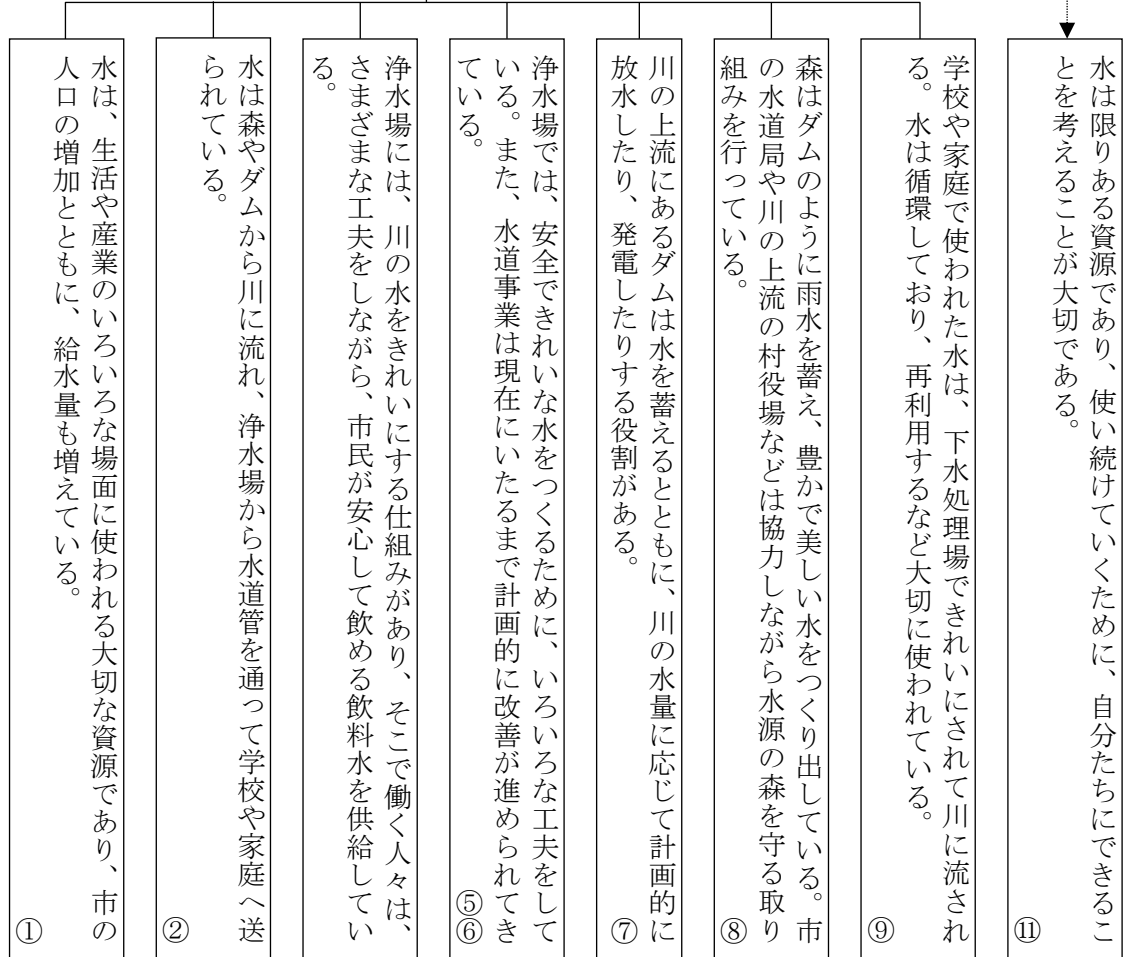 水は限りある資源であり、使い続けていくために、自分たちにできるこ
とを考えることが大切である。
⑪
学校や家庭で使われた水は、下水処理場できれいにされて川に流され
る。水は循環しており、再利用するなど大切に使われている。
⑨
森はダムのように雨水を蓄え、豊かで美しい水をつくり出している。市
の水道局や川の上流の村役場などは協力しながら水源の森を守る取り
組みを行っている。
⑧
川の上流にあるダムは水を蓄えるとともに、川の水量に応じて計画的に
放水したり、発電したりする役割がある。
⑦
浄水場では、安全できれいな水をつくるために、いろいろな工夫をして
いる。また、水道事業は現在にいたるまで計画的に改善が進められてき
ている。
⑤⑥
浄水場には、川の水をきれいにする仕組みがあり、そこで働く人々は、
さまざまな工夫をしながら、市民が安心して飲める飲料水を供給してい
る。
水は森やダムから川に流れ、浄水場から水道管を通って学校や家庭へ送
られている。
②
水は、生活や産業のいろいろな場面に使われる大切な資源であり、市の
人口の増加とともに、給水量も増えている。
①